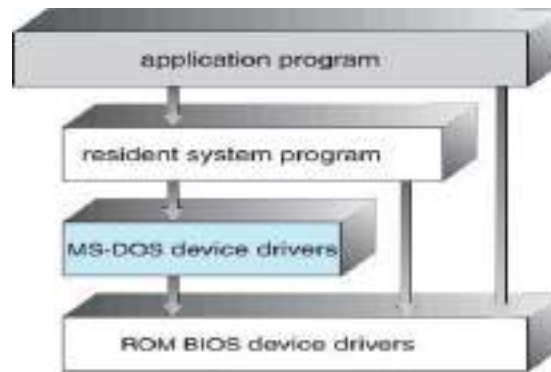 application program
resident system program
MS-DOS device drivers
ROM BIOS device drivers